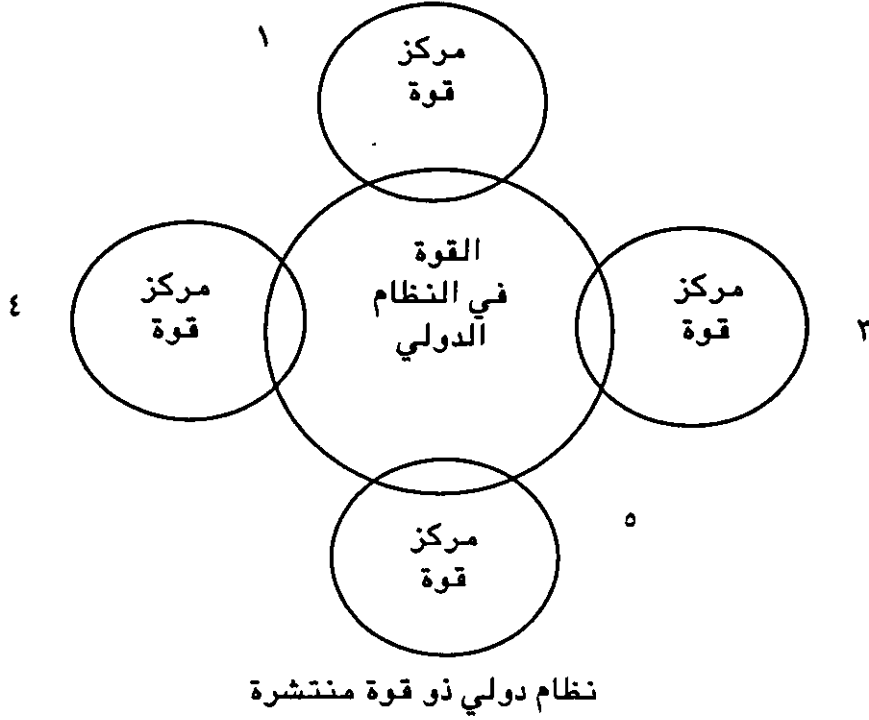 ١
مركز
قوة
القوة
في النظام
الدولي
مركز
قوة
٤
مركز
قوة
٣
مركز
قوة
٥
نظام دولي ذو قوة منتشرة